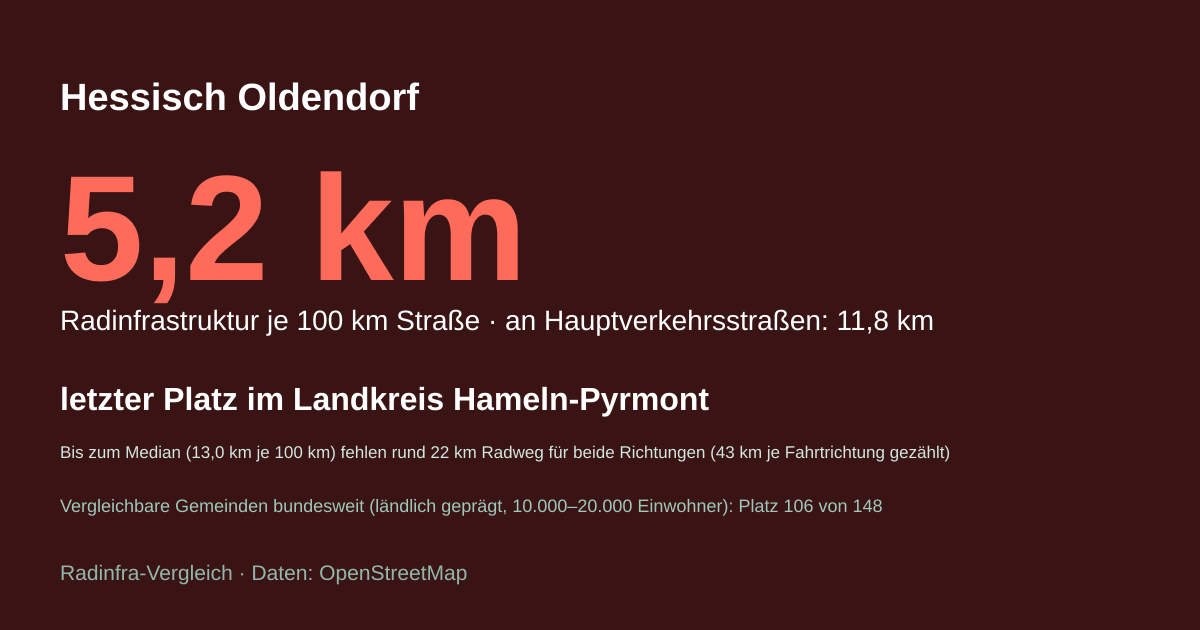 Hessisch Oldendorf
5,2 km
Radinfrastruktur je 100 km Straße · an Hauptverkehrsstraßen: 11,8 km
letzter Platz im Landkreis Hameln-Pyrmont
Bis zum Median (13,0 km je 100 km) fehlen rund 22 km Radweg für beide Richtungen (43 km je Fahrtrichtung gezählt)
Vergleichbare Gemeinden bundesweit (ländlich geprägt, 10.000–20.000 Einwohner): Platz 106 von 148
Radinfra-Vergleich · Daten: OpenStreetMap